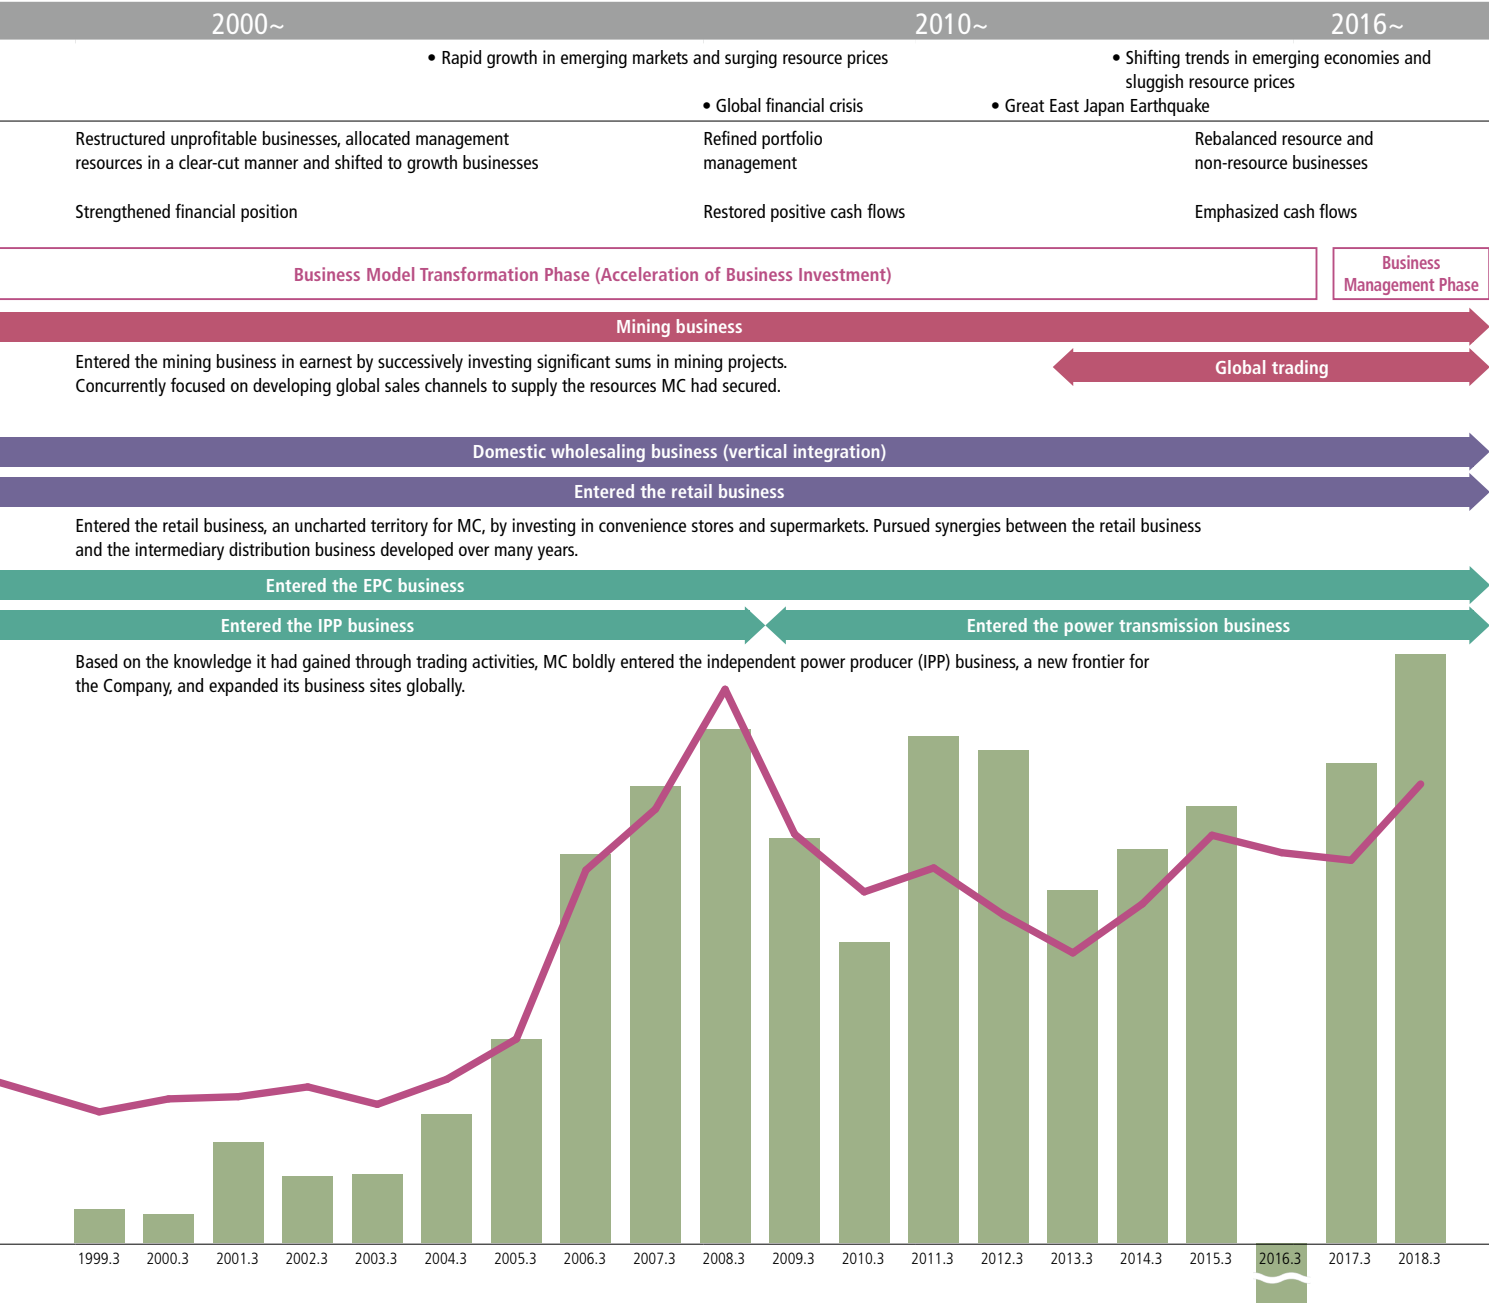 2000~ 2010~ 2016~
• Rapid growth in emerging markets and surging resource prices
• Shifting trends in emerging economies and
sluggish resource prices
• Global financial crisis
• Great East Japan Earthquake
Restructured unprofitable businesses, allocated management
resources in a clear-cut manner and shifted to growth businesses
Strengthened financial position
Refined portfolio
management
Restored positive cash flows
Rebalanced resource and
non-resource businesses
Emphasized cash flows
Business Model Transformation Phase (Acceleration of Business Investment)
Business
Management Phase
Mining business
Entered the mining business in earnest by successively investing significant sums in mining projects.
Concurrently focused on developing global sales channels to supply the resources MC had secured.
Global trading
Domestic wholesaling business (vertical integration)
Entered the retail business
Entered the retail business, an uncharted territory for MC, by investing in convenience stores and supermarkets. Pursued synergies between the retail business
and the intermediary distribution business developed over many years.
Entered the EPC business
Entered the IPP business
Entered the power transmission business
Based on the knowledge it had gained through trading activities, MC boldly entered the independent power producer (IPP) business, a new frontier for
the Company, and expanded its business sites globally.
1999.3 2000.3 2001.3 2002.3 2003.3 2004.3 2005.3 2006.3 2007.3 2008.3 2009.3 2010.3 2011.3 2012.3 2013.3 2014.3 2015.3 2016.3 2017.3 2018.3